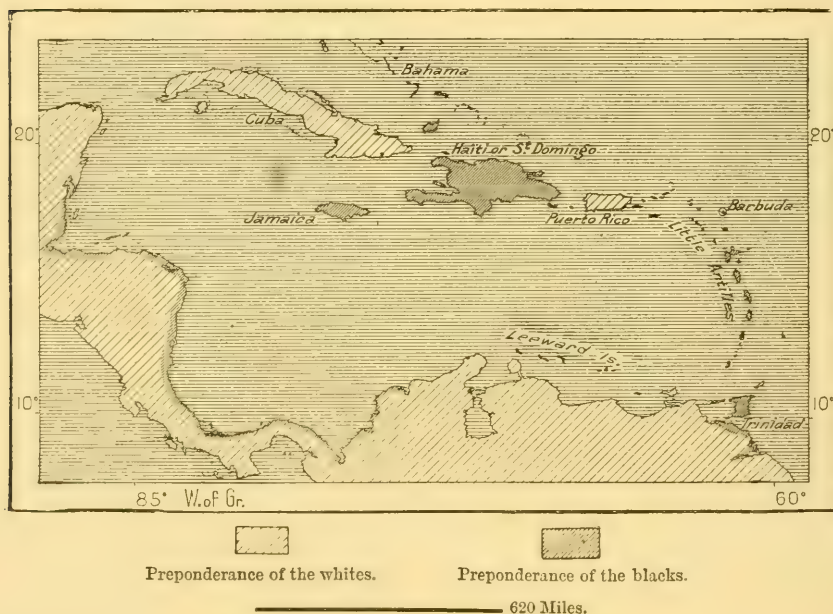 Bahama
20°
20°
Cuba
Haïti or St. Domingo
Jamaica
Puerto Rico
Barbuda
Little Antilles
Leeward Is.
10°
10°
Trinidad
85° W. of Gr.
60°
Preponderance of the whites.
Preponderance of the blacks.
620 Miles.